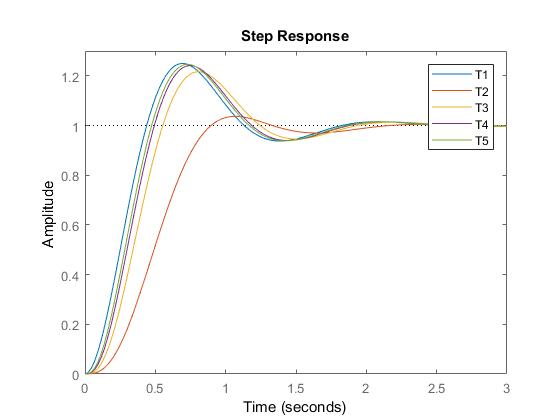 Step Response
1.2
1
0.8
0.6
0.4
0.2
0
Amplitude
T1
T2
T3
T4
T5
0 0.5 1 1.5 2 2.5 3
Time (seconds)